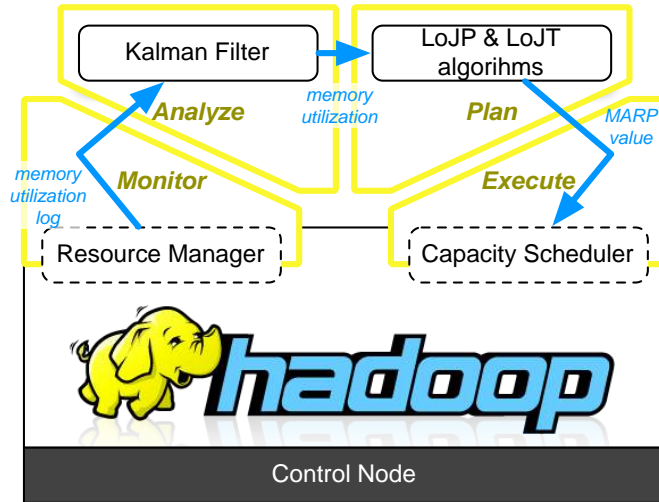 Kalman Filter
LoJP & LoJT
algorihms
memory
utilization
Analyze
Plan
MARP
value
memory
utilization
log
Monitor
Execute
Resource Manager
Capacity Scheduler
hadoop
Control Node